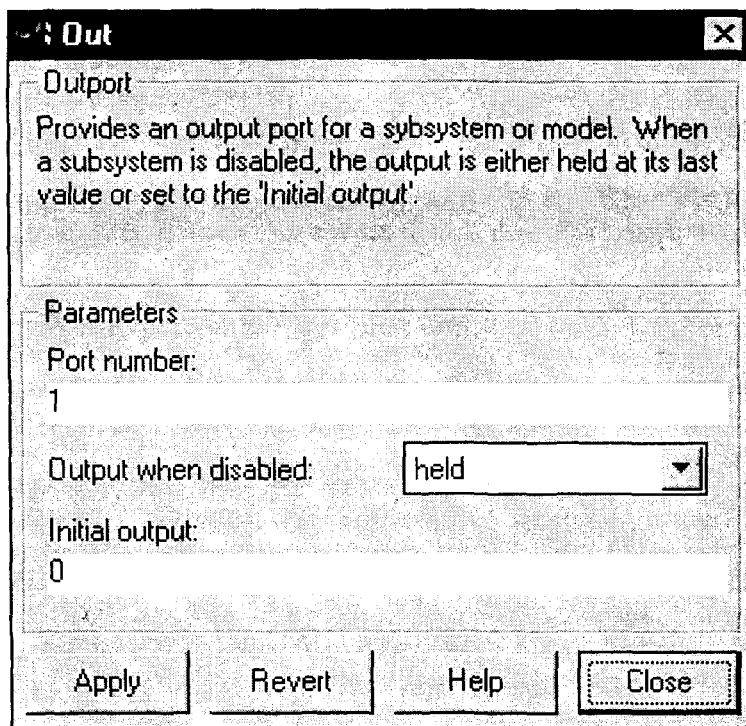 Out
Outport
Provides an output port for a sybsystem or model. When
a subsystem is disabled, the output is either held at its last
value or set to the 'Initial output'.
Parameters
Port number:
1
Output when disabled:
held
Initial output:
0
Apply
Revert
Help
Close